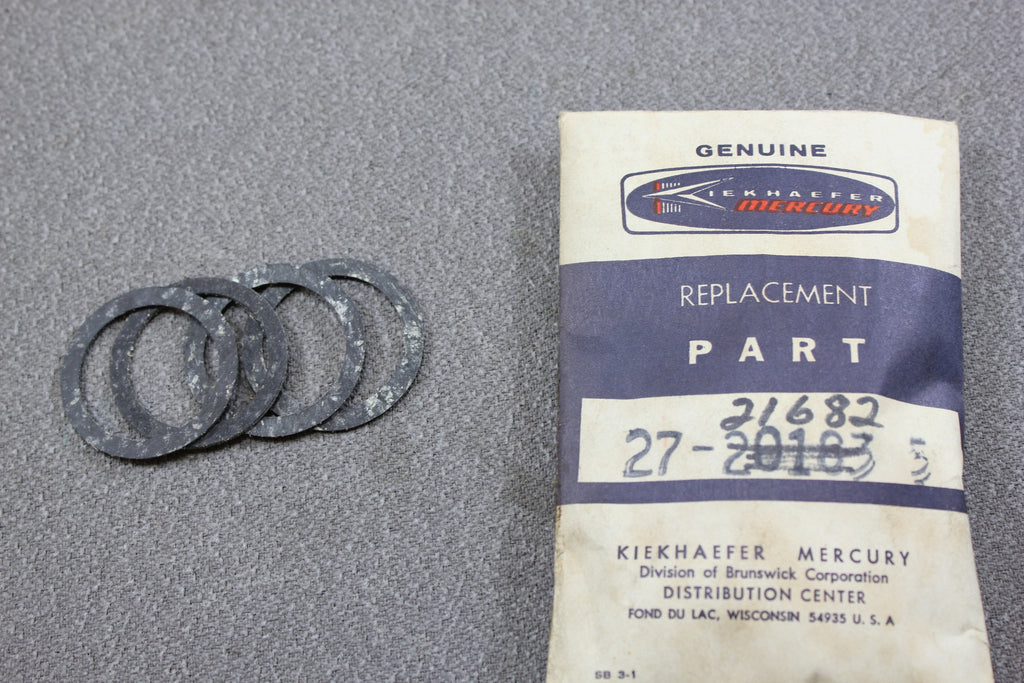 GENUINE
KIEKHAEFER
MERCURY
REPLACEMENT
PART
21682
27-20183
KIEKHAEFER MERCURY
Division of Brunswick Corporation
DISTRIBUTION CENTER
FOND DU LAC, WISCONSIN 54935 U. S. A
SB 3-1